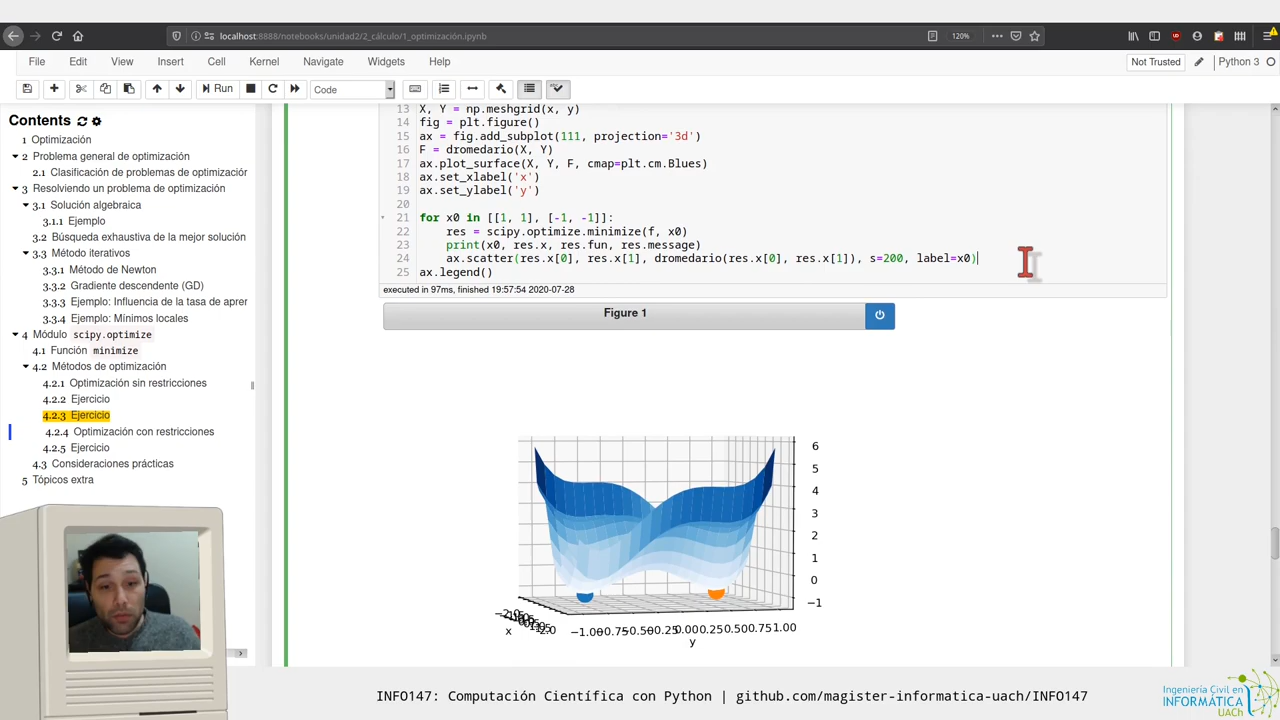 localhost:8888/notebooks/unidad2/2_cálculo/1_optimización.ipynb
120%
File Edit View Insert Cell Kernel Navigate Widgets Help
Not Trusted
Python 3
Run
Code
Contents
1 Optimización
2 Problema general de optimización
2.1 Clasificación de problemas de optimizaciór
3 Resolviendo un problema de optimización
3.1 Solución algebraica
3.1.1 Ejemplo
3.2 Búsqueda exhaustiva de la mejor solución
3.3 Método iterativos
3.3.1 Método de Newton
3.3.2 Gradiente descendente (GD)
3.3.3 Ejemplo: Influencia de la tasa de aprer
3.3.4 Ejemplo: Mínimos locales
4 Módulo scipy.optimize
4.1 Función minimize
4.2 Métodos de optimización
4.2.1 Optimización sin restricciones
4.2.2 Ejercicio
4.2.3 Ejercicio
4.2.4 Optimización con restricciones
4.2.5 Ejercicio
4.3 Consideraciones prácticas
5 Tópicos extra
13 X, Y = np.meshgrid(x, y)
14 fig = plt.figure()
15 ax = fig.add_subplot(111, projection='3d')
16 F = dromedario(X, Y)
17 ax.plot_surface(X, Y, F, cmap=plt.cm.Blues)
18 ax.set_xlabel('x')
19 ax.set_ylabel('y')
20
21 for x0 in [[1, 1], [-1, -1]]:
22 res = scipy.optimize.minimize(f, x0)
23 print(x0, res.x, res.fun, res.message)
24 ax.scatter(res.x[0], res.x[1], dromedario(res.x[0], res.x[1]), s=200, label=x0)
25 ax.legend()
executed in 97ms, finished 19:57:54 2020-07-28
Figure 1
6
5
4
3
2
1
0
−1
−2.0
2.0
x
−1.00 −0.75 −0.50 −0.25 0.00 0.25 0.50 0.75 1.00
y
INFO147: Computación Científica con Python | github.com/magister-informatica-uach/INFO147
Ingeniería Civil en
INFORMÁTICA
UACh